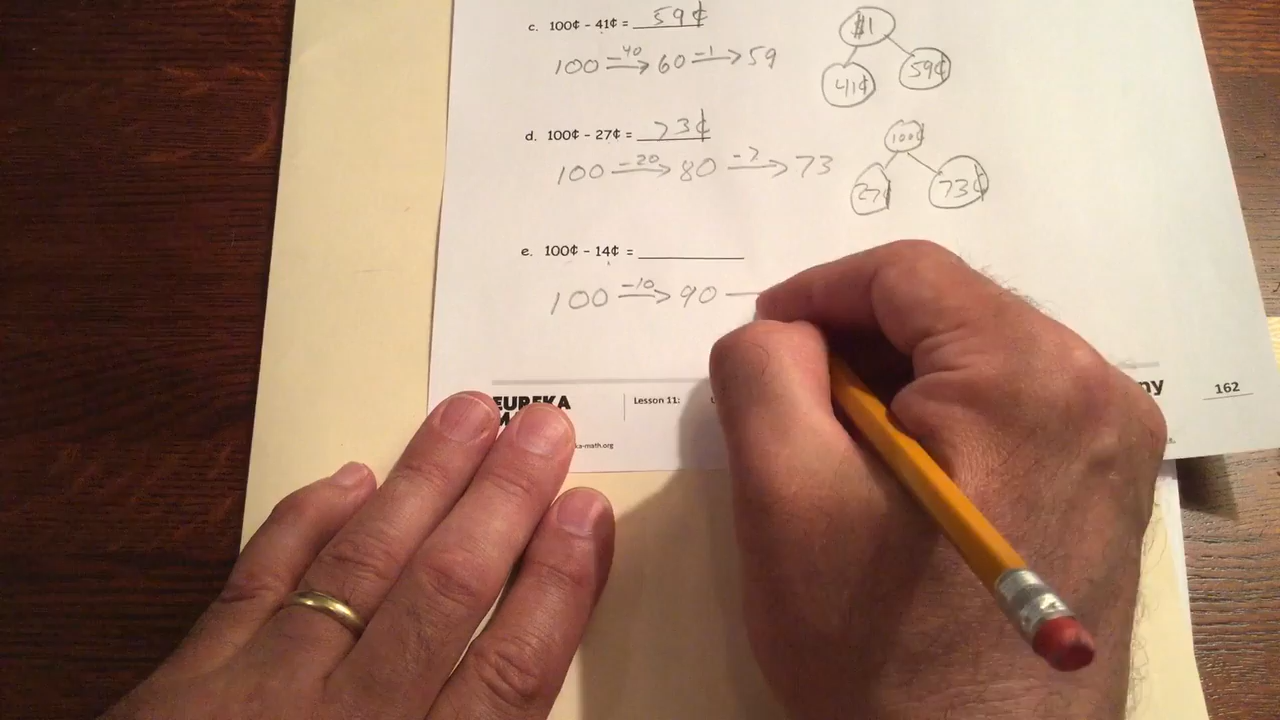 c. 100¢ - 41¢ = 59¢
100 -40→ 60 -1→ 59
$1
41¢ 59¢
d. 100¢ - 27¢ = 73¢
100 -20→ 80 -7→ 73
100¢
27¢ 73¢
e. 100¢ - 14¢ =
100 -10→ 90
EUREKA
Lesson 11:
162